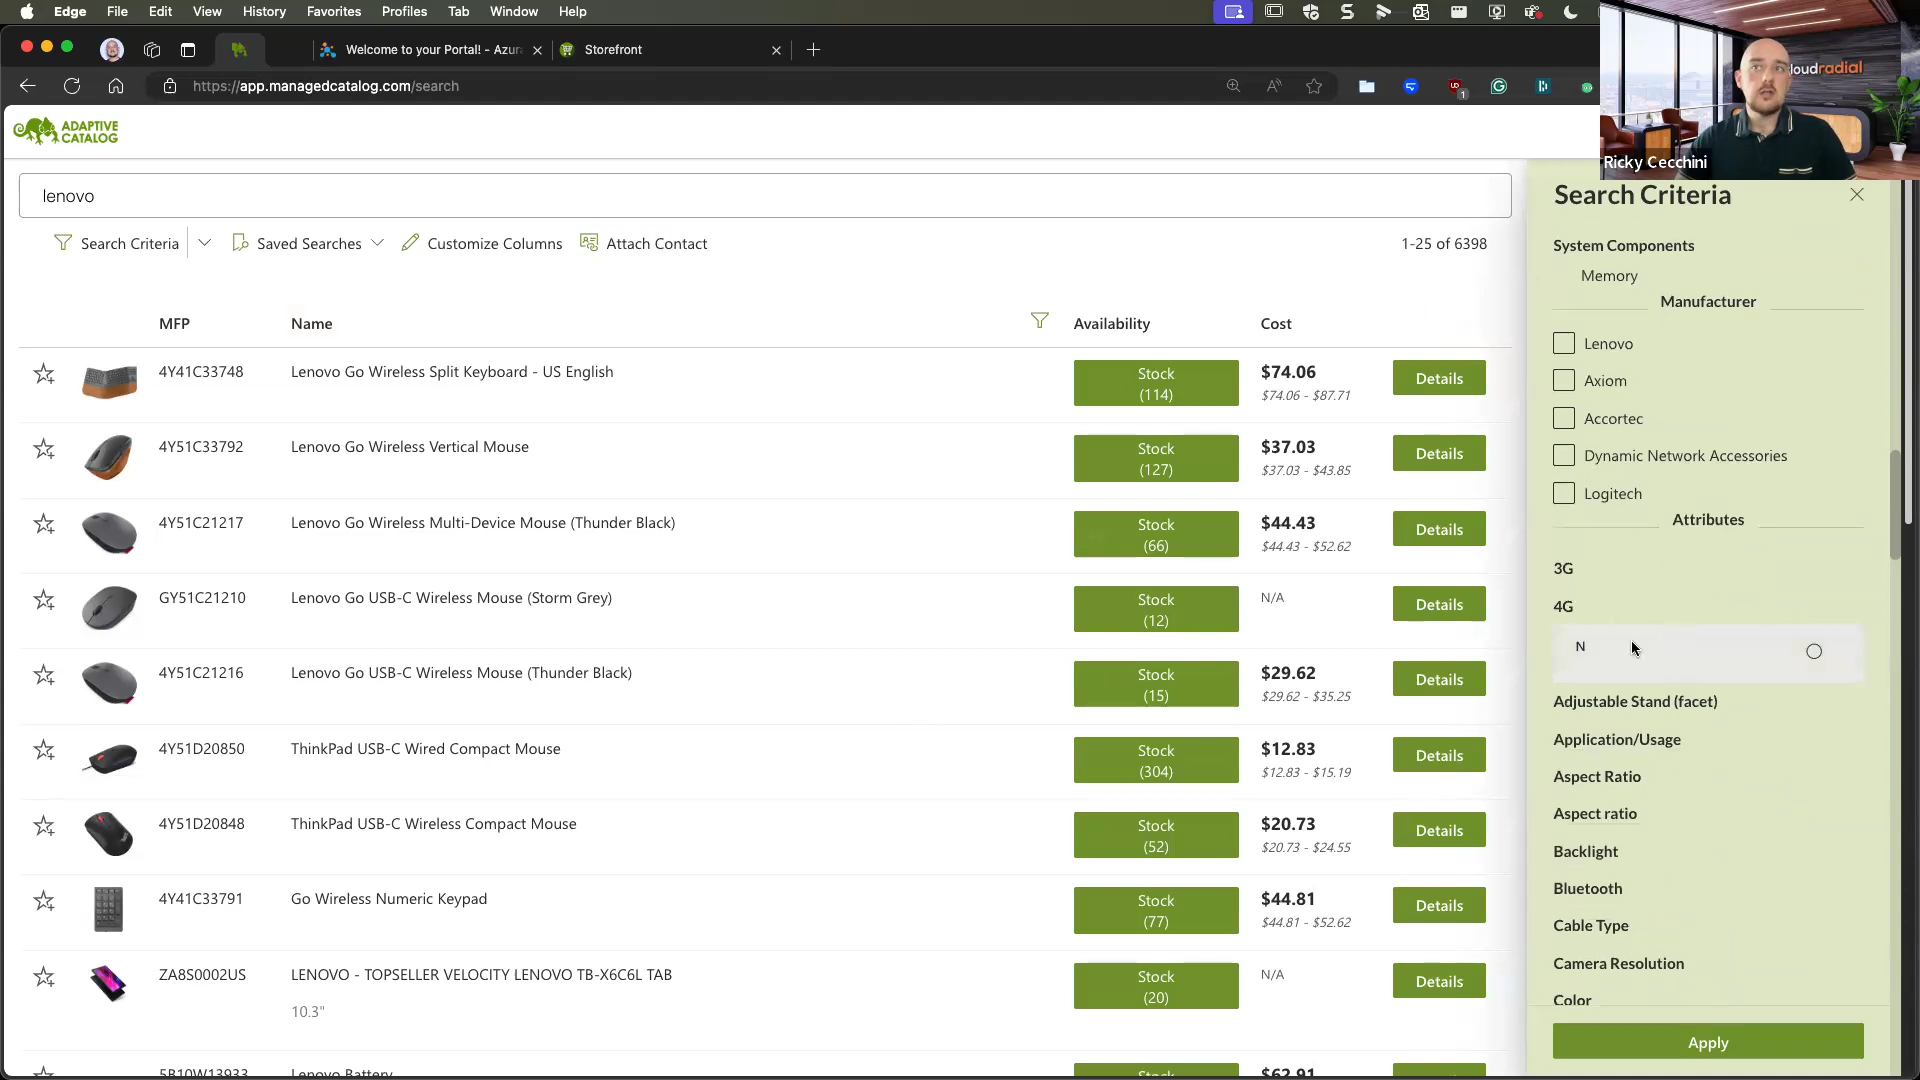 Edge File Edit View History Favorites Profiles Tab Window Help
Welcome to your Portal! - Azur
Storefront
https://app.managedcatalog.com/search
1
cloudradial
Ricky Cecchini
ADAPTIVE
CATALOG
lenovo
Search Criteria
Saved Searches
Customize Columns
Attach Contact
1-25 of 6398
MFP Name Availability Cost
4Y41C33748 Lenovo Go Wireless Split Keyboard - US English Stock (114) $74.06 Details
$74.06 - $87.71
4Y51C33792 Lenovo Go Wireless Vertical Mouse Stock (127) $37.03 Details
$37.03 - $43.85
4Y51C21217 Lenovo Go Wireless Multi-Device Mouse (Thunder Black) Stock (66) $44.43 Details
$44.43 - $52.62
GY51C21210 Lenovo Go USB-C Wireless Mouse (Storm Grey) Stock (12) N/A Details
4Y51C21216 Lenovo Go USB-C Wireless Mouse (Thunder Black) Stock (15) $29.62 Details
$29.62 - $35.25
4Y51D20850 ThinkPad USB-C Wired Compact Mouse Stock (304) $12.83 Details
$12.83 - $15.19
4Y51D20848 ThinkPad USB-C Wireless Compact Mouse Stock (52) $20.73 Details
$20.73 - $24.55
4Y41C33791 Go Wireless Numeric Keypad Stock (77) $44.81 Details
$44.81 - $52.62
ZA8S0002US LENOVO - TOPSELLER VELOCITY LENOVO TB-X6C6L TAB Stock (20) N/A Details
10.3"
5B10W13933 Lenovo Battery Stock $62.91
Search Criteria
System Components
Memory
Manufacturer
Lenovo
Axiom
Accortec
Dynamic Network Accessories
Logitech
Attributes
3G
4G
N
Adjustable Stand (facet)
Application/Usage
Aspect Ratio
Aspect ratio
Backlight
Bluetooth
Cable Type
Camera Resolution
Color
Apply